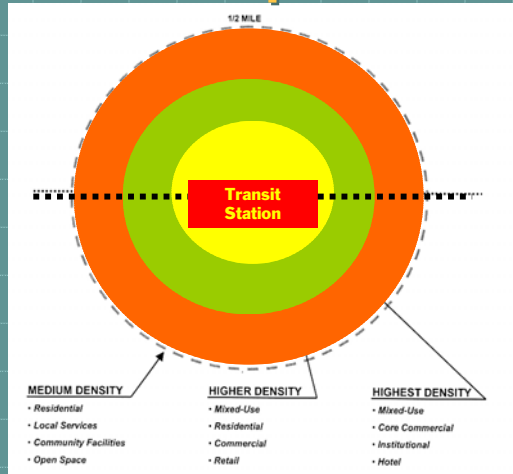 1/2 MILE
Transit
Station
MEDIUM DENSITY
• Residential
• Local Services
• Community Facilities
• Open Space
HIGHER DENSITY
• Mixed-Use
• Residential
• Commercial
• Retail
HIGHEST DENSITY
• Mixed-Use
• Core Commercial
• Institutional
• Hotel